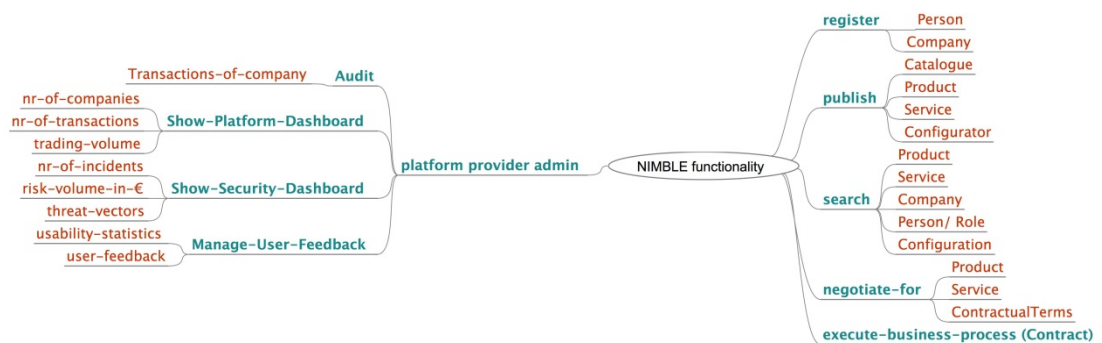 NIMBLE functionality
register
Person
Company
publish
Catalogue
Product
Service
Configurator
search
Product
Service
Company
Person/ Role
Configuration
negotiate-for
Product
Service
ContractualTerms
execute-business-process (Contract)
platform provider admin
Audit
Transactions-of-company
Show-Platform-Dashboard
nr-of-companies
nr-of-transactions
trading-volume
Show-Security-Dashboard
nr-of-incidents
risk-volume-in-€
threat-vectors
Manage-User-Feedback
usability-statistics
user-feedback